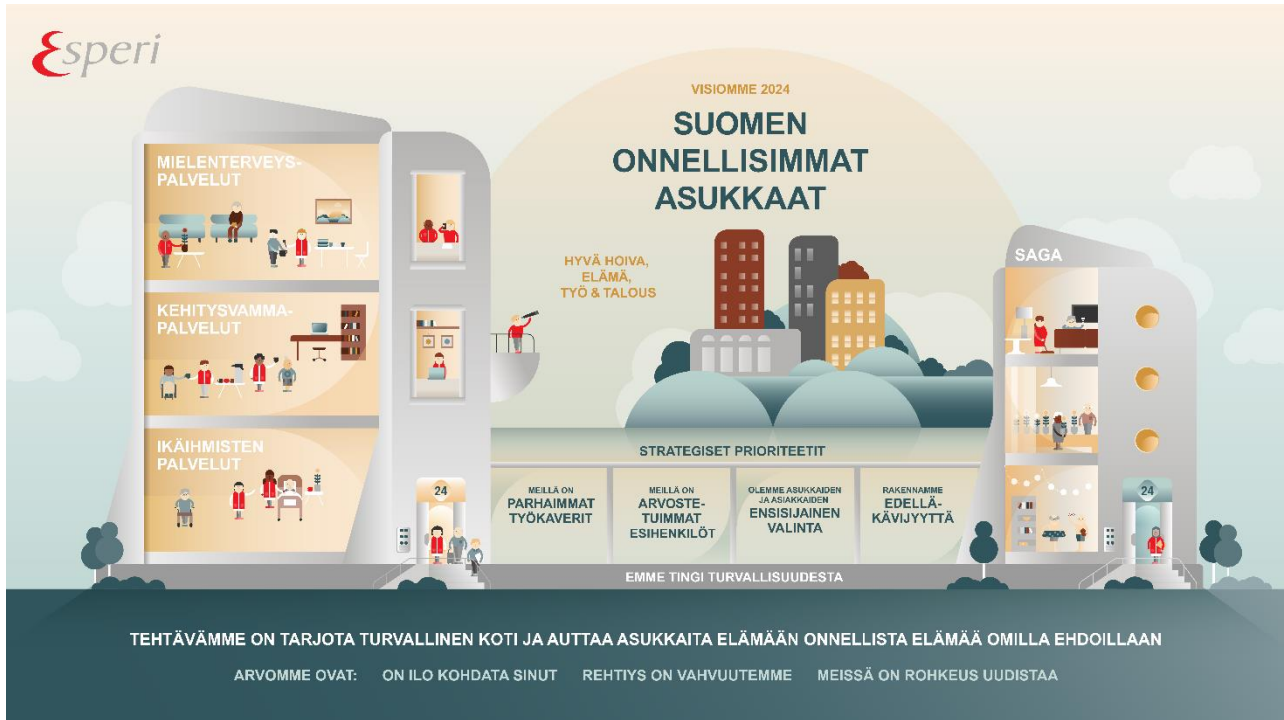 Esperi
VISIOMME 2024
SUOMEN
ONNELLISIMMAT
ASUKKAAT
HYVÄ HOIVA,
ELÄMÄ,
TYÖ & TALOUS
MIELENTERVEYS-
PALVELUT
KEHITYSVAMMA-
PALVELUT
IKÄIHMISTEN
PALVELUT
24
SAGA
24
STRATEGISET PRIORITEETIT
MEILLÄ ON
PARHAIMMAT
TYÖKAVERIT
MEILLÄ ON
ARVOSTE-
TUIMMAT
ESIHENKILÖT
OLEMME ASUKKAIDEN
JA ASIAKKAIDEN
ENSISIJAINEN
VALINTA
RAKENNAMME
EDELLÄ-
KÄVIJYYTTÄ
EMME TINGI TURVALLISUUDESTA
TEHTÄVÄMME ON TARJOTA TURVALLINEN KOTI JA AUTTAA ASUKKAITA ELÄMÄÄN ONNELLISTA ELÄMÄÄ OMILLA EHDOILLAAN
ARVOMME OVAT: ON ILO KOHDATA SINUT REHTIYS ON VAHVUUTEMME MEISSÄ ON ROHKEUS UUDISTAA